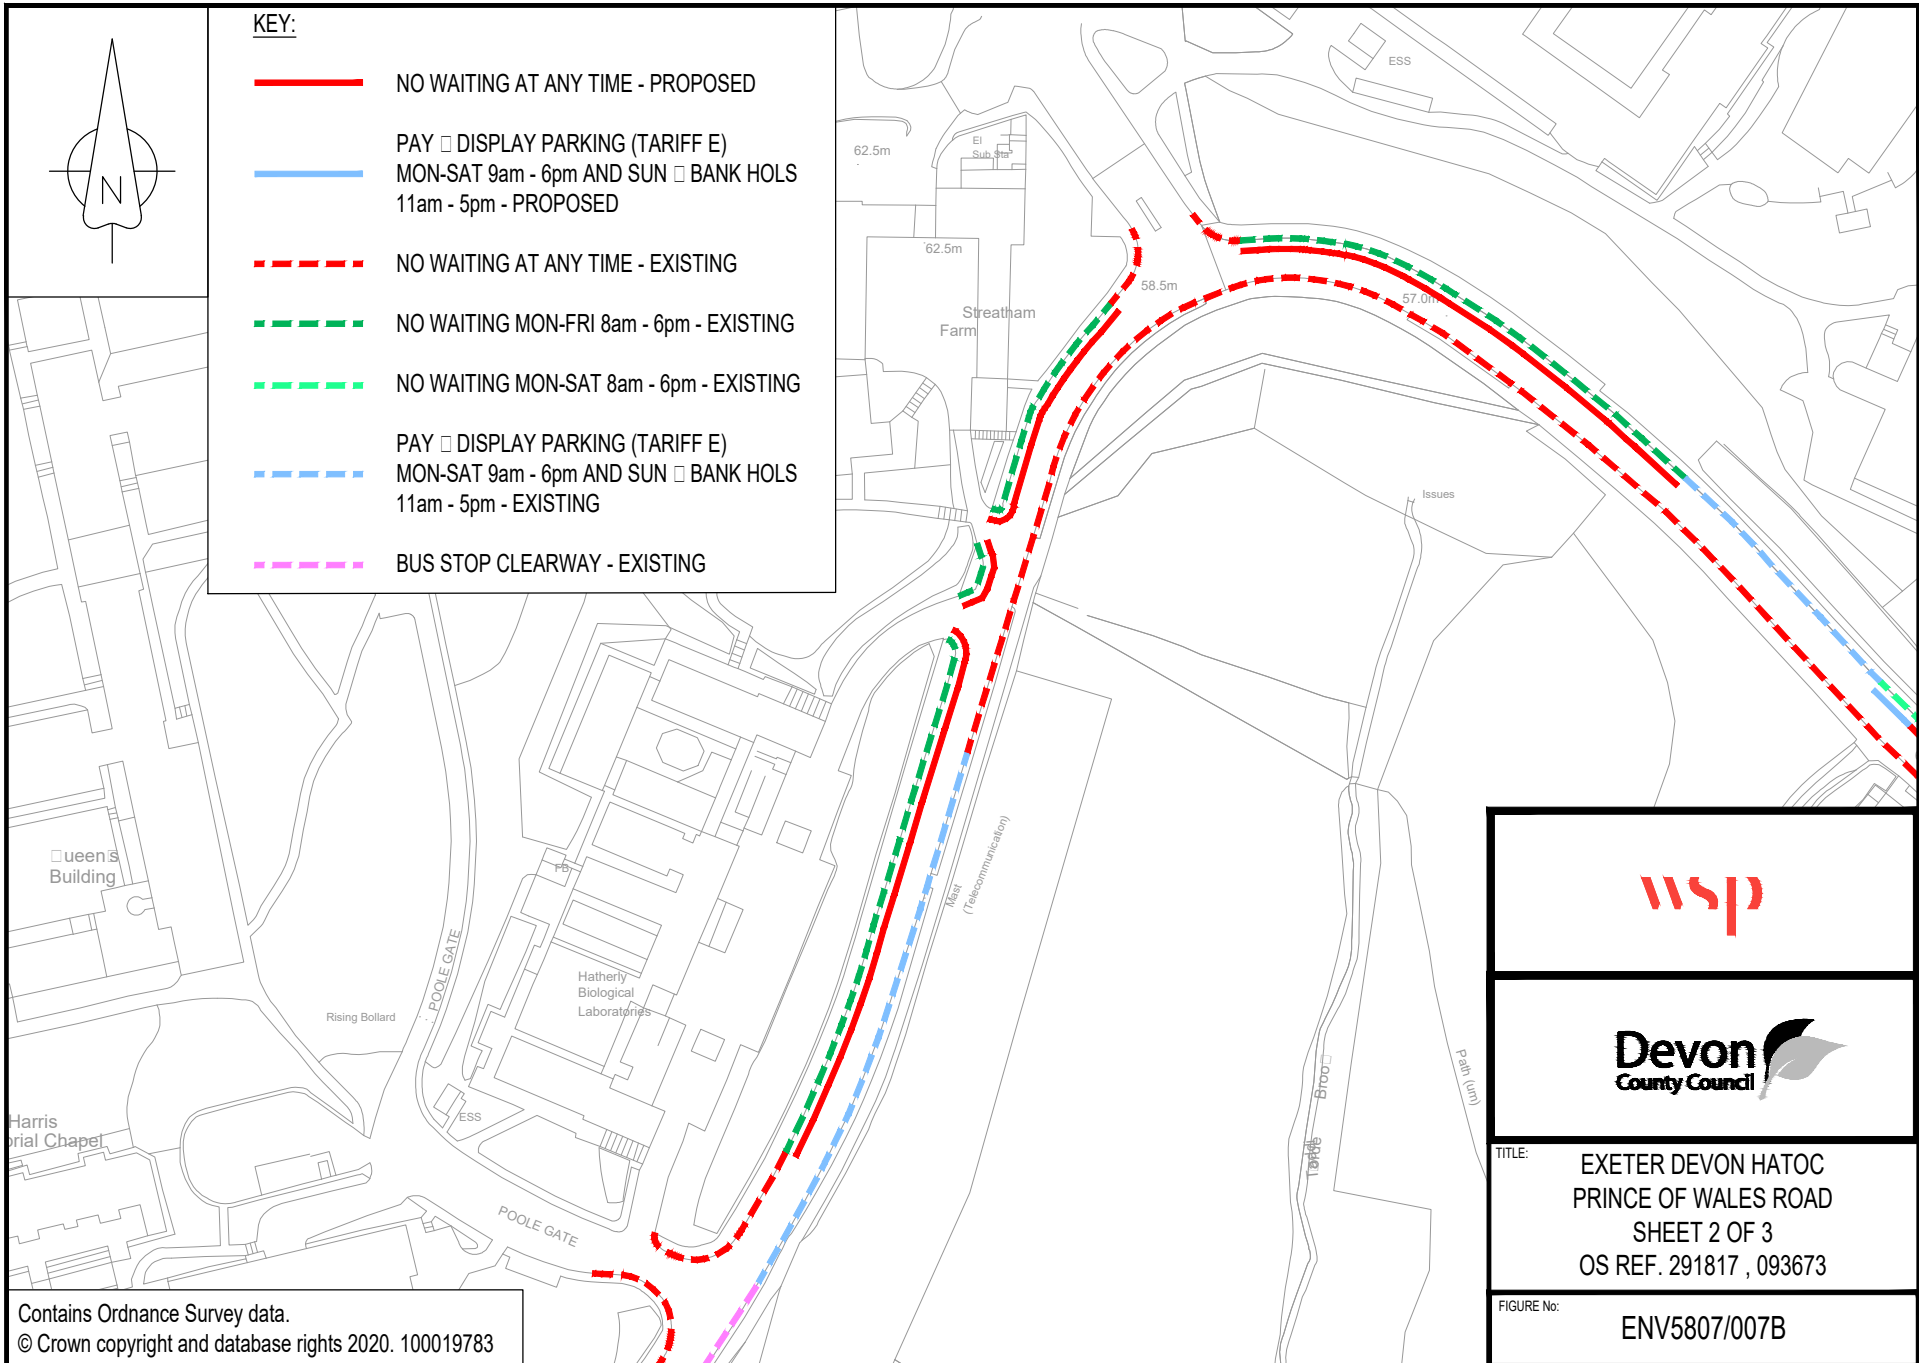 KEY:
NO WAITING AT ANY TIME - PROPOSED
PAY □ DISPLAY PARKING (TARIFF E)
MON-SAT 9am - 6pm AND SUN □ BANK HOLS
11am - 5pm - PROPOSED
NO WAITING AT ANY TIME - EXISTING
NO WAITING MON-FRI 8am - 6pm - EXISTING
NO WAITING MON-SAT 8am - 6pm - EXISTING
PAY □ DISPLAY PARKING (TARIFF E)
MON-SAT 9am - 6pm AND SUN □ BANK HOLS
11am - 5pm - EXISTING
BUS STOP CLEARWAY - EXISTING
N
ESS
62.5m
El
Sub Sta
62.5m
58.5m
57.0m
Streatham
Farm
Issues
Mast
(Telecommunication)
□ueen□s
Building
FB
POOLE GATE
Rising Bollard
Hatherly
Biological
Laboratories
ESS
Harris
orial Chapel
POOLE GATE
Broo□
Path (um)
wsp
Devon
County Council
TITLE:
EXETER DEVON HATOC
PRINCE OF WALES ROAD
SHEET 2 OF 3
OS REF. 291817 , 093673
FIGURE No:
ENV5807/007B
Contains Ordnance Survey data.
© Crown copyright and database rights 2020. 100019783